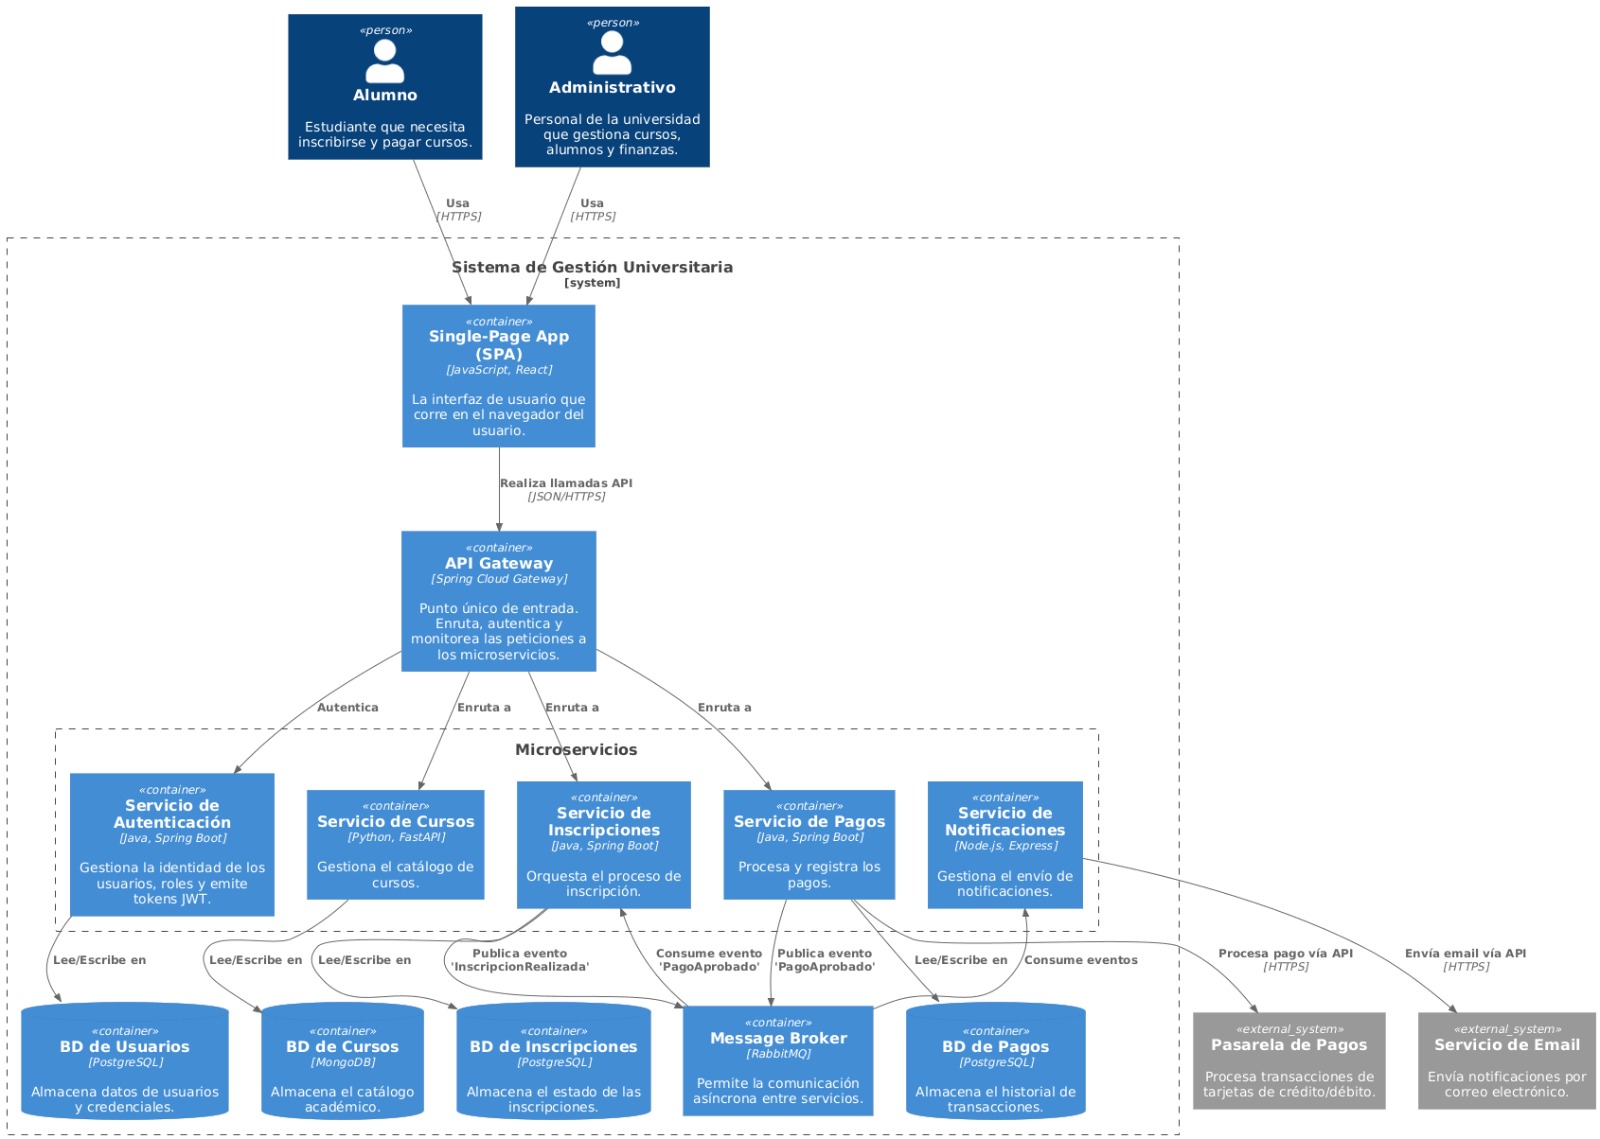 «person»
Alumno
Estudiante que necesita
inscribirse y pagar cursos.
«person»
Administrativo
Personal de la universidad
que gestiona cursos,
alumnos y finanzas.
Usa
[HTTPS]
Usa
[HTTPS]
Sistema de Gestión Universitaria
[system]
«container»
Single-Page App
(SPA)
[JavaScript, React]
La interfaz de usuario que
corre en el navegador del
usuario.
Realiza llamadas API
[JSON/HTTPS]
«container»
API Gateway
[Spring Cloud Gateway]
Punto único de entrada.
Enruta, autentica y
monitorea las peticiones a
los microservicios.
Autentica
Enruta a
Enruta a
Enruta a
Microservicios
«container»
Servicio de
Autenticación
[Java, Spring Boot]
Gestiona la identidad de los
usuarios, roles y emite
tokens JWT.
«container»
Servicio de Cursos
[Python, FastAPI]
Gestiona el catálogo de
cursos.
«container»
Servicio de
Inscripciones
[Java, Spring Boot]
Orquesta el proceso de
inscripción.
«container»
Servicio de Pagos
[Java, Spring Boot]
Procesa y registra los
pagos.
«container»
Servicio de
Notificaciones
[Node.js, Express]
Gestiona el envío de
notificaciones.
Lee/Escribe en
Lee/Escribe en
Lee/Escribe en
Publica evento
'InscripcionRealizada'
Consume evento
'PagoAprobado'
Publica evento
'PagoAprobado'
Lee/Escribe en
Consume eventos
Procesa pago vía API
[HTTPS]
Envía email vía API
[HTTPS]
«container»
BD de Usuarios
[PostgreSQL]
Almacena datos de usuarios
y credenciales.
«container»
BD de Cursos
[MongoDB]
Almacena el catálogo
académico.
«container»
BD de Inscripciones
[PostgreSQL]
Almacena el estado de las
inscripciones.
«container»
Message Broker
[RabbitMQ]
Permite la comunicación
asíncrona entre servicios.
«container»
BD de Pagos
[PostgreSQL]
Almacena el historial de
transacciones.
«external_system»
Pasarela de Pagos
Procesa transacciones de
tarjetas de crédito/débito.
«external_system»
Servicio de Email
Envía notificaciones por
correo electrónico.